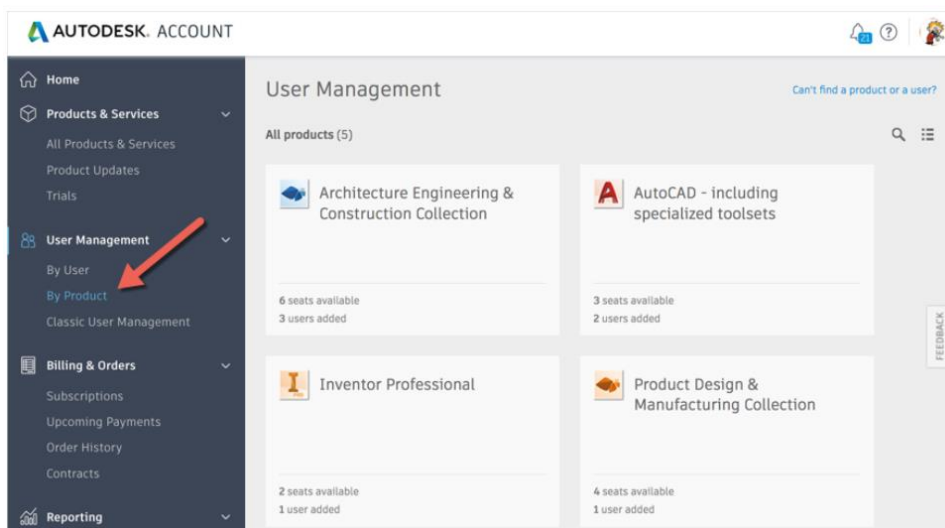 AUTODESK. ACCOUNT
21
?
Home
Products & Services
All Products & Services
Product Updates
Trials
User Management
By User
By Product
Classic User Management
Billing & Orders
Subscriptions
Upcoming Payments
Order History
Contracts
Reporting
User Management
Can't find a product or a user?
All products (5)
Architecture Engineering &
Construction Collection
6 seats available
3 users added
A
AutoCAD - including
specialized toolsets
3 seats available
2 users added
I
Inventor Professional
2 seats available
1 user added
Product Design &
Manufacturing Collection
4 seats available
1 user added
FEEDBACK